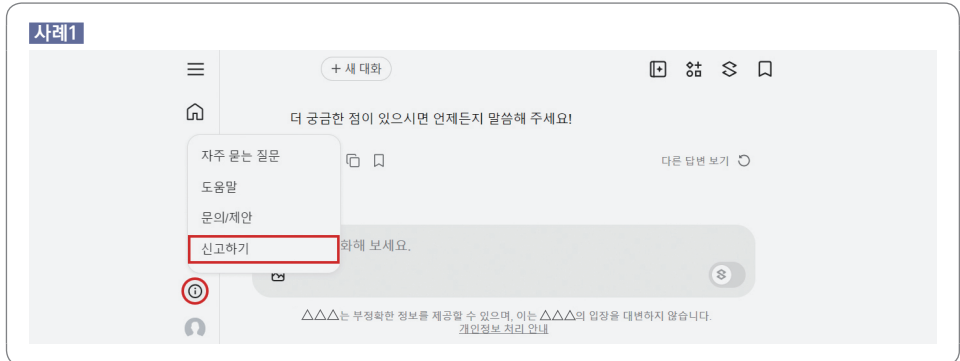 사례1
+ 새 대화
더 궁금한 점이 있으시면 언제든지 말씀해 주세요!
자주 묻는 질문
다른 답변 보기
도움말
문의/제안
신고하기
화해 보세요.
△△△는 부정확한 정보를 제공할 수 있으며, 이는 △△△의 입장을 대변하지 않습니다.
개인정보 처리 안내